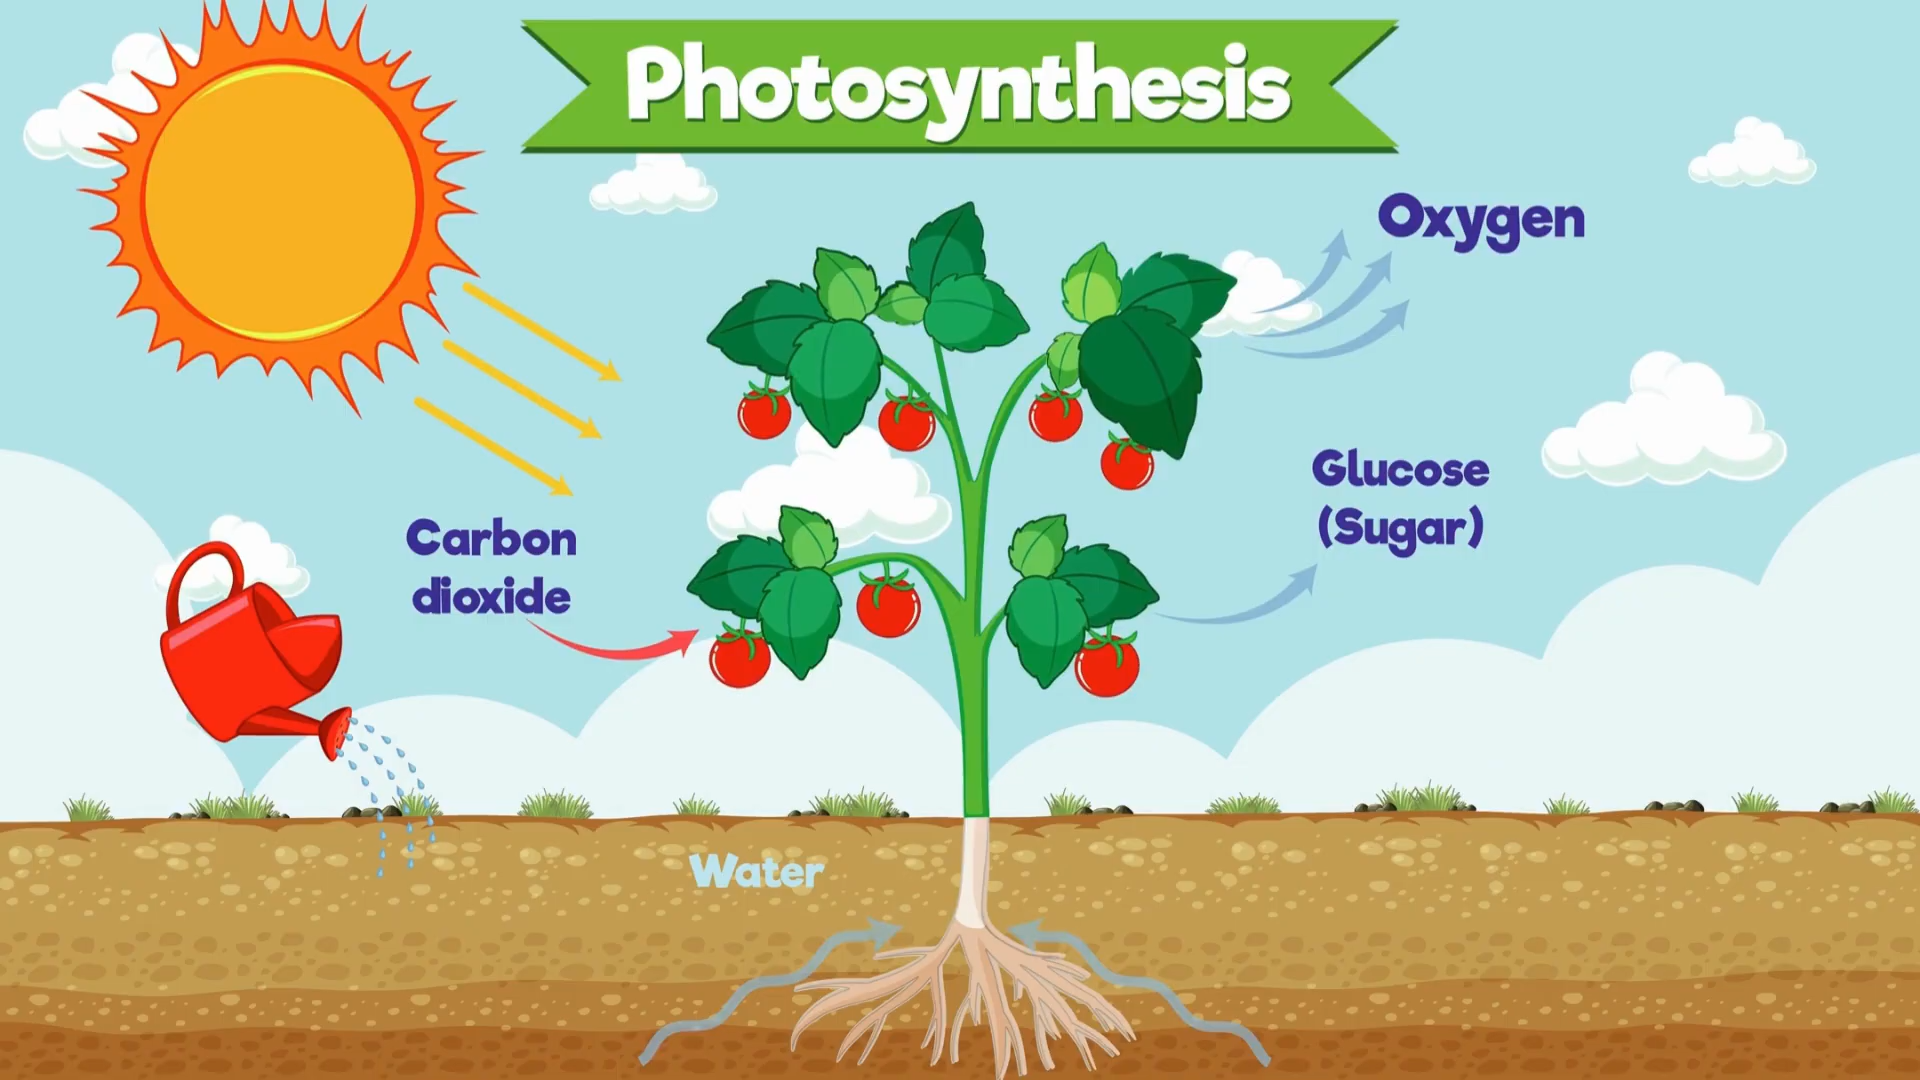 Photosynthesis
Oxygen
Glucose
(Sugar)
Carbon
dioxide
Water